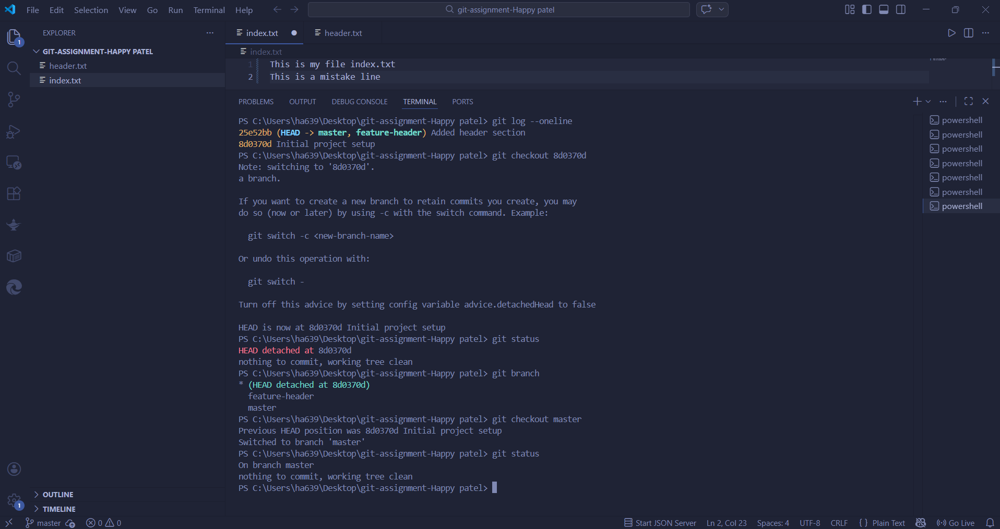 File Edit Selection View Go Run Terminal Help
git-assignment-Happy patel
EXPLORER
GIT-ASSIGNMENT-HAPPY PATEL
header.txt
index.txt
1
OUTLINE
TIMELINE
1
index.txt header.txt
index.txt
1 This is my file index.txt
2 This is a mistake line
PROBLEMS OUTPUT DEBUG CONSOLE TERMINAL PORTS
PS C:\Users\ha639\Desktop\git-assignment-Happy patel> git log --oneline
25e52bb (HEAD -> master, feature-header) Added header section
8d0370d Initial project setup
PS C:\Users\ha639\Desktop\git-assignment-Happy patel> git checkout 8d0370d
Note: switching to '8d0370d'.
a branch.
If you want to create a new branch to retain commits you create, you may
do so (now or later) by using -c with the switch command. Example:
git switch -c <new-branch-name>
Or undo this operation with:
git switch -
Turn off this advice by setting config variable advice.detachedHead to false
HEAD is now at 8d0370d Initial project setup
PS C:\Users\ha639\Desktop\git-assignment-Happy patel> git status
HEAD detached at 8d0370d
nothing to commit, working tree clean
PS C:\Users\ha639\Desktop\git-assignment-Happy patel> git branch
* (HEAD detached at 8d0370d)
feature-header
master
PS C:\Users\ha639\Desktop\git-assignment-Happy patel> git checkout master
Previous HEAD position was 8d0370d Initial project setup
Switched to branch 'master'
PS C:\Users\ha639\Desktop\git-assignment-Happy patel> git status
On branch master
nothing to commit, working tree clean
PS C:\Users\ha639\Desktop\git-assignment-Happy patel>
powershell
powershell
powershell
powershell
powershell
powershell
powershell
master 0 0 Start JSON Server Ln 2, Col 23 Spaces: 4 UTF-8 CRLF { } Plain Text Go Live